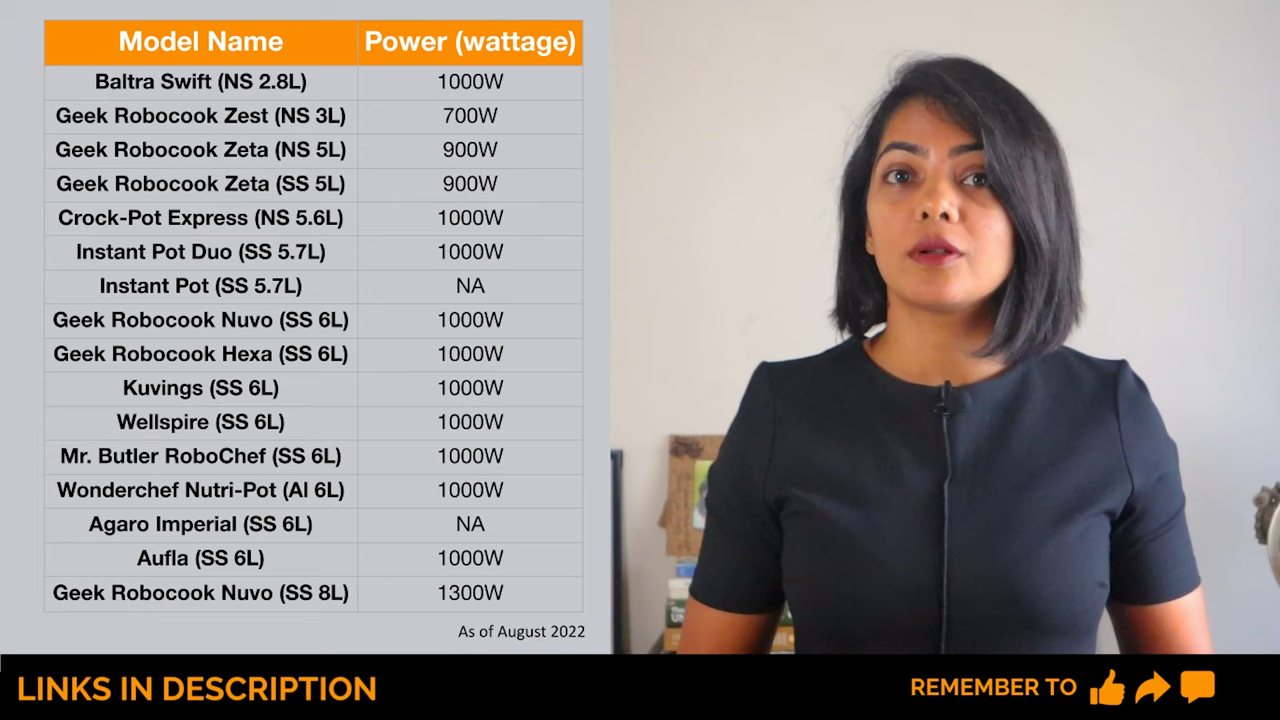 Model Name Power (wattage)
Baltra Swift (NS 2.8L) 1000W
Geek Robocook Zest (NS 3L) 700W
Geek Robocook Zeta (NS 5L) 900W
Geek Robocook Zeta (SS 5L) 900W
Crock-Pot Express (NS 5.6L) 1000W
Instant Pot Duo (SS 5.7L) 1000W
Instant Pot (SS 5.7L) NA
Geek Robocook Nuvo (SS 6L) 1000W
Geek Robocook Hexa (SS 6L) 1000W
Kuvings (SS 6L) 1000W
Wellspire (SS 6L) 1000W
Mr. Butler RoboChef (SS 6L) 1000W
Wonderchef Nutri-Pot (Al 6L) 1000W
Agaro Imperial (SS 6L) NA
Aufla (SS 6L) 1000W
Geek Robocook Nuvo (SS 8L) 1300W
As of August 2022
LINKS IN DESCRIPTION
REMEMBER TO